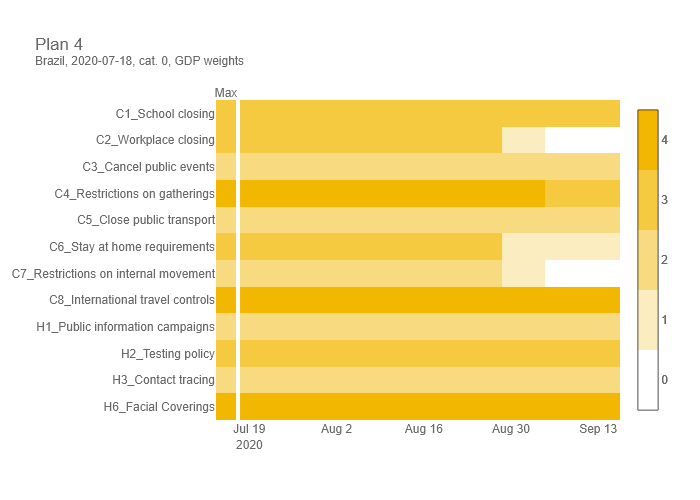 Plan 4
Brazil, 2020-07-18, cat. 0, GDP weights
Max
C1_School closing
C2_Workplace closing
C3_Cancel public events
C4_Restrictions on gatherings
C5_Close public transport
C6_Stay at home requirements
C7_Restrictions on internal movement
C8_International travel controls
H1_Public information campaigns
H2_Testing policy
H3_Contact tracing
H6_Facial Coverings
Jul 19 Aug 2 Aug 16 Aug 30 Sep 13
2020
4
3
2
1
0